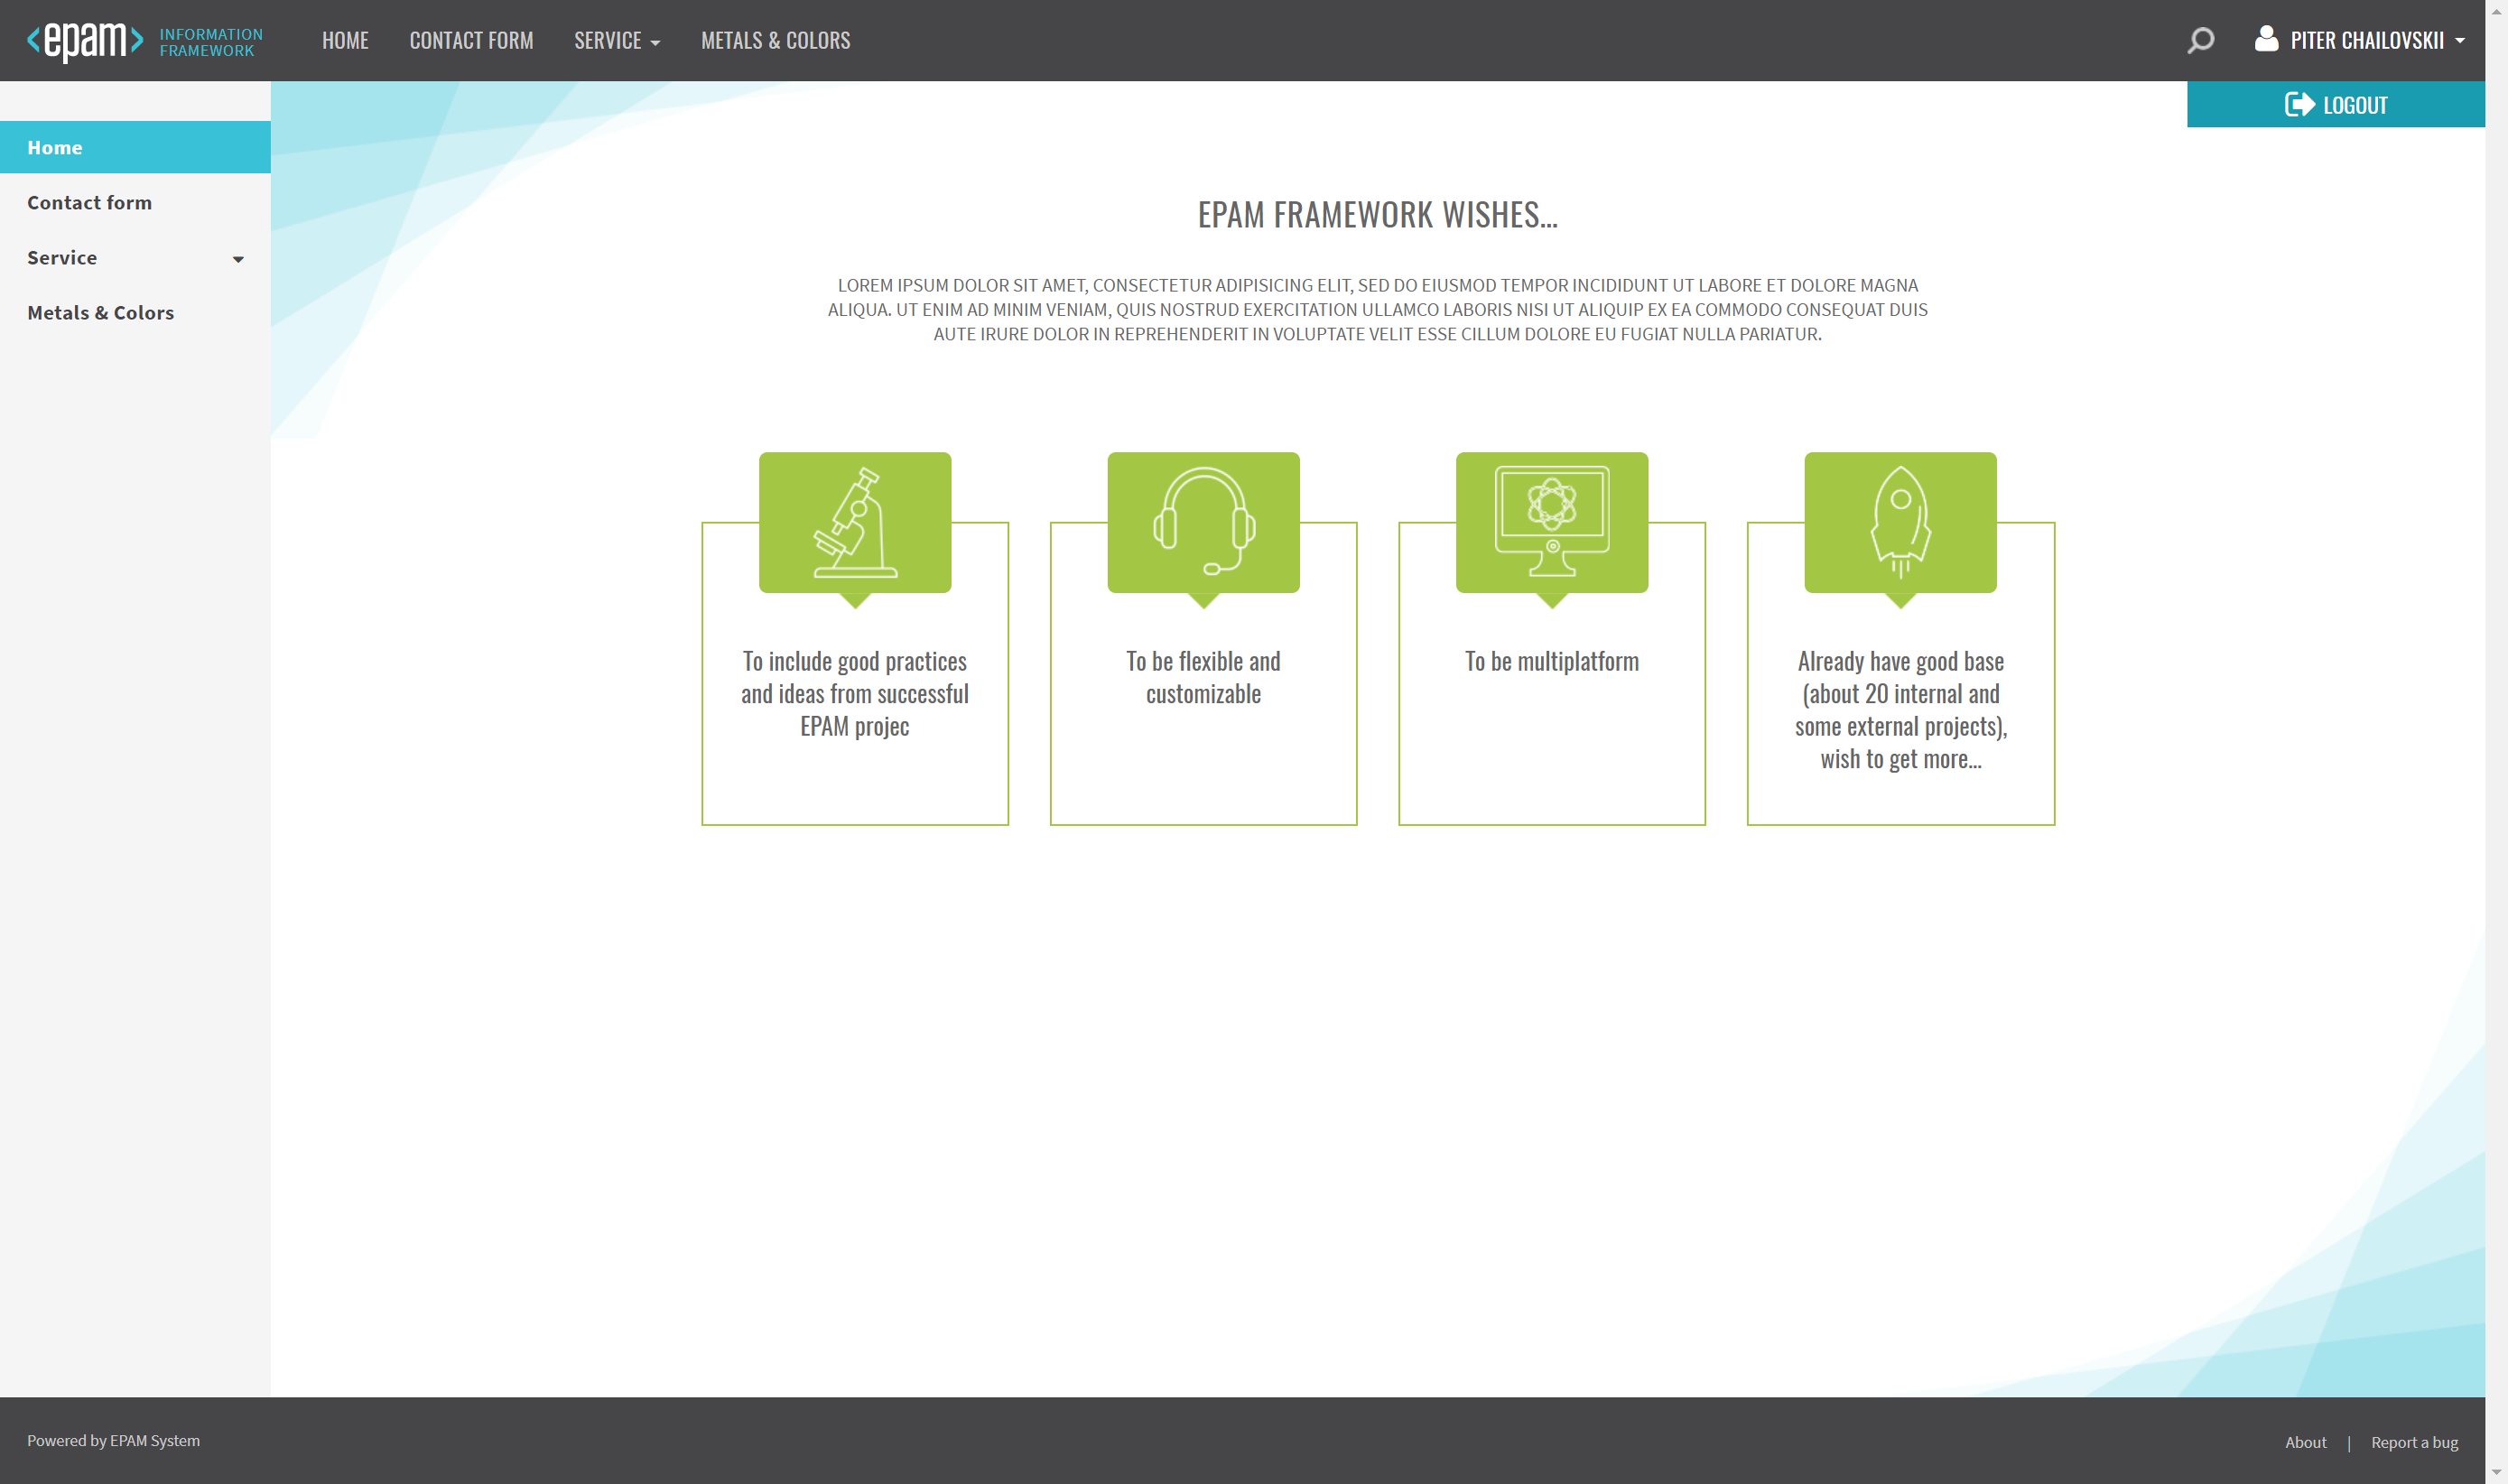 epam INFORMATION
FRAMEWORK
HOME CONTACT FORM SERVICE METALS & COLORS
PITER CHAILOVSKII
LOGOUT
Home
Contact form
Service
Metals & Colors
EPAM FRAMEWORK WISHES…
LOREM IPSUM DOLOR SIT AMET, CONSECTETUR ADIPISICING ELIT, SED DO EIUSMOD TEMPOR INCIDIDUNT UT LABORE ET DOLORE MAGNA
ALIQUA. UT ENIM AD MINIM VENIAM, QUIS NOSTRUD EXERCITATION ULLAMCO LABORIS NISI UT ALIQUIP EX EA COMMODO CONSEQUAT DUIS
AUTE IRURE DOLOR IN REPREHENDERIT IN VOLUPTATE VELIT ESSE CILLUM DOLORE EU FUGIAT NULLA PARIATUR.
To include good practices
and ideas from successful
EPAM projec
To be flexible and
customizable
To be multiplatform
Already have good base
(about 20 internal and
some external projects),
wish to get more…
Powered by EPAM System
About | Report a bug